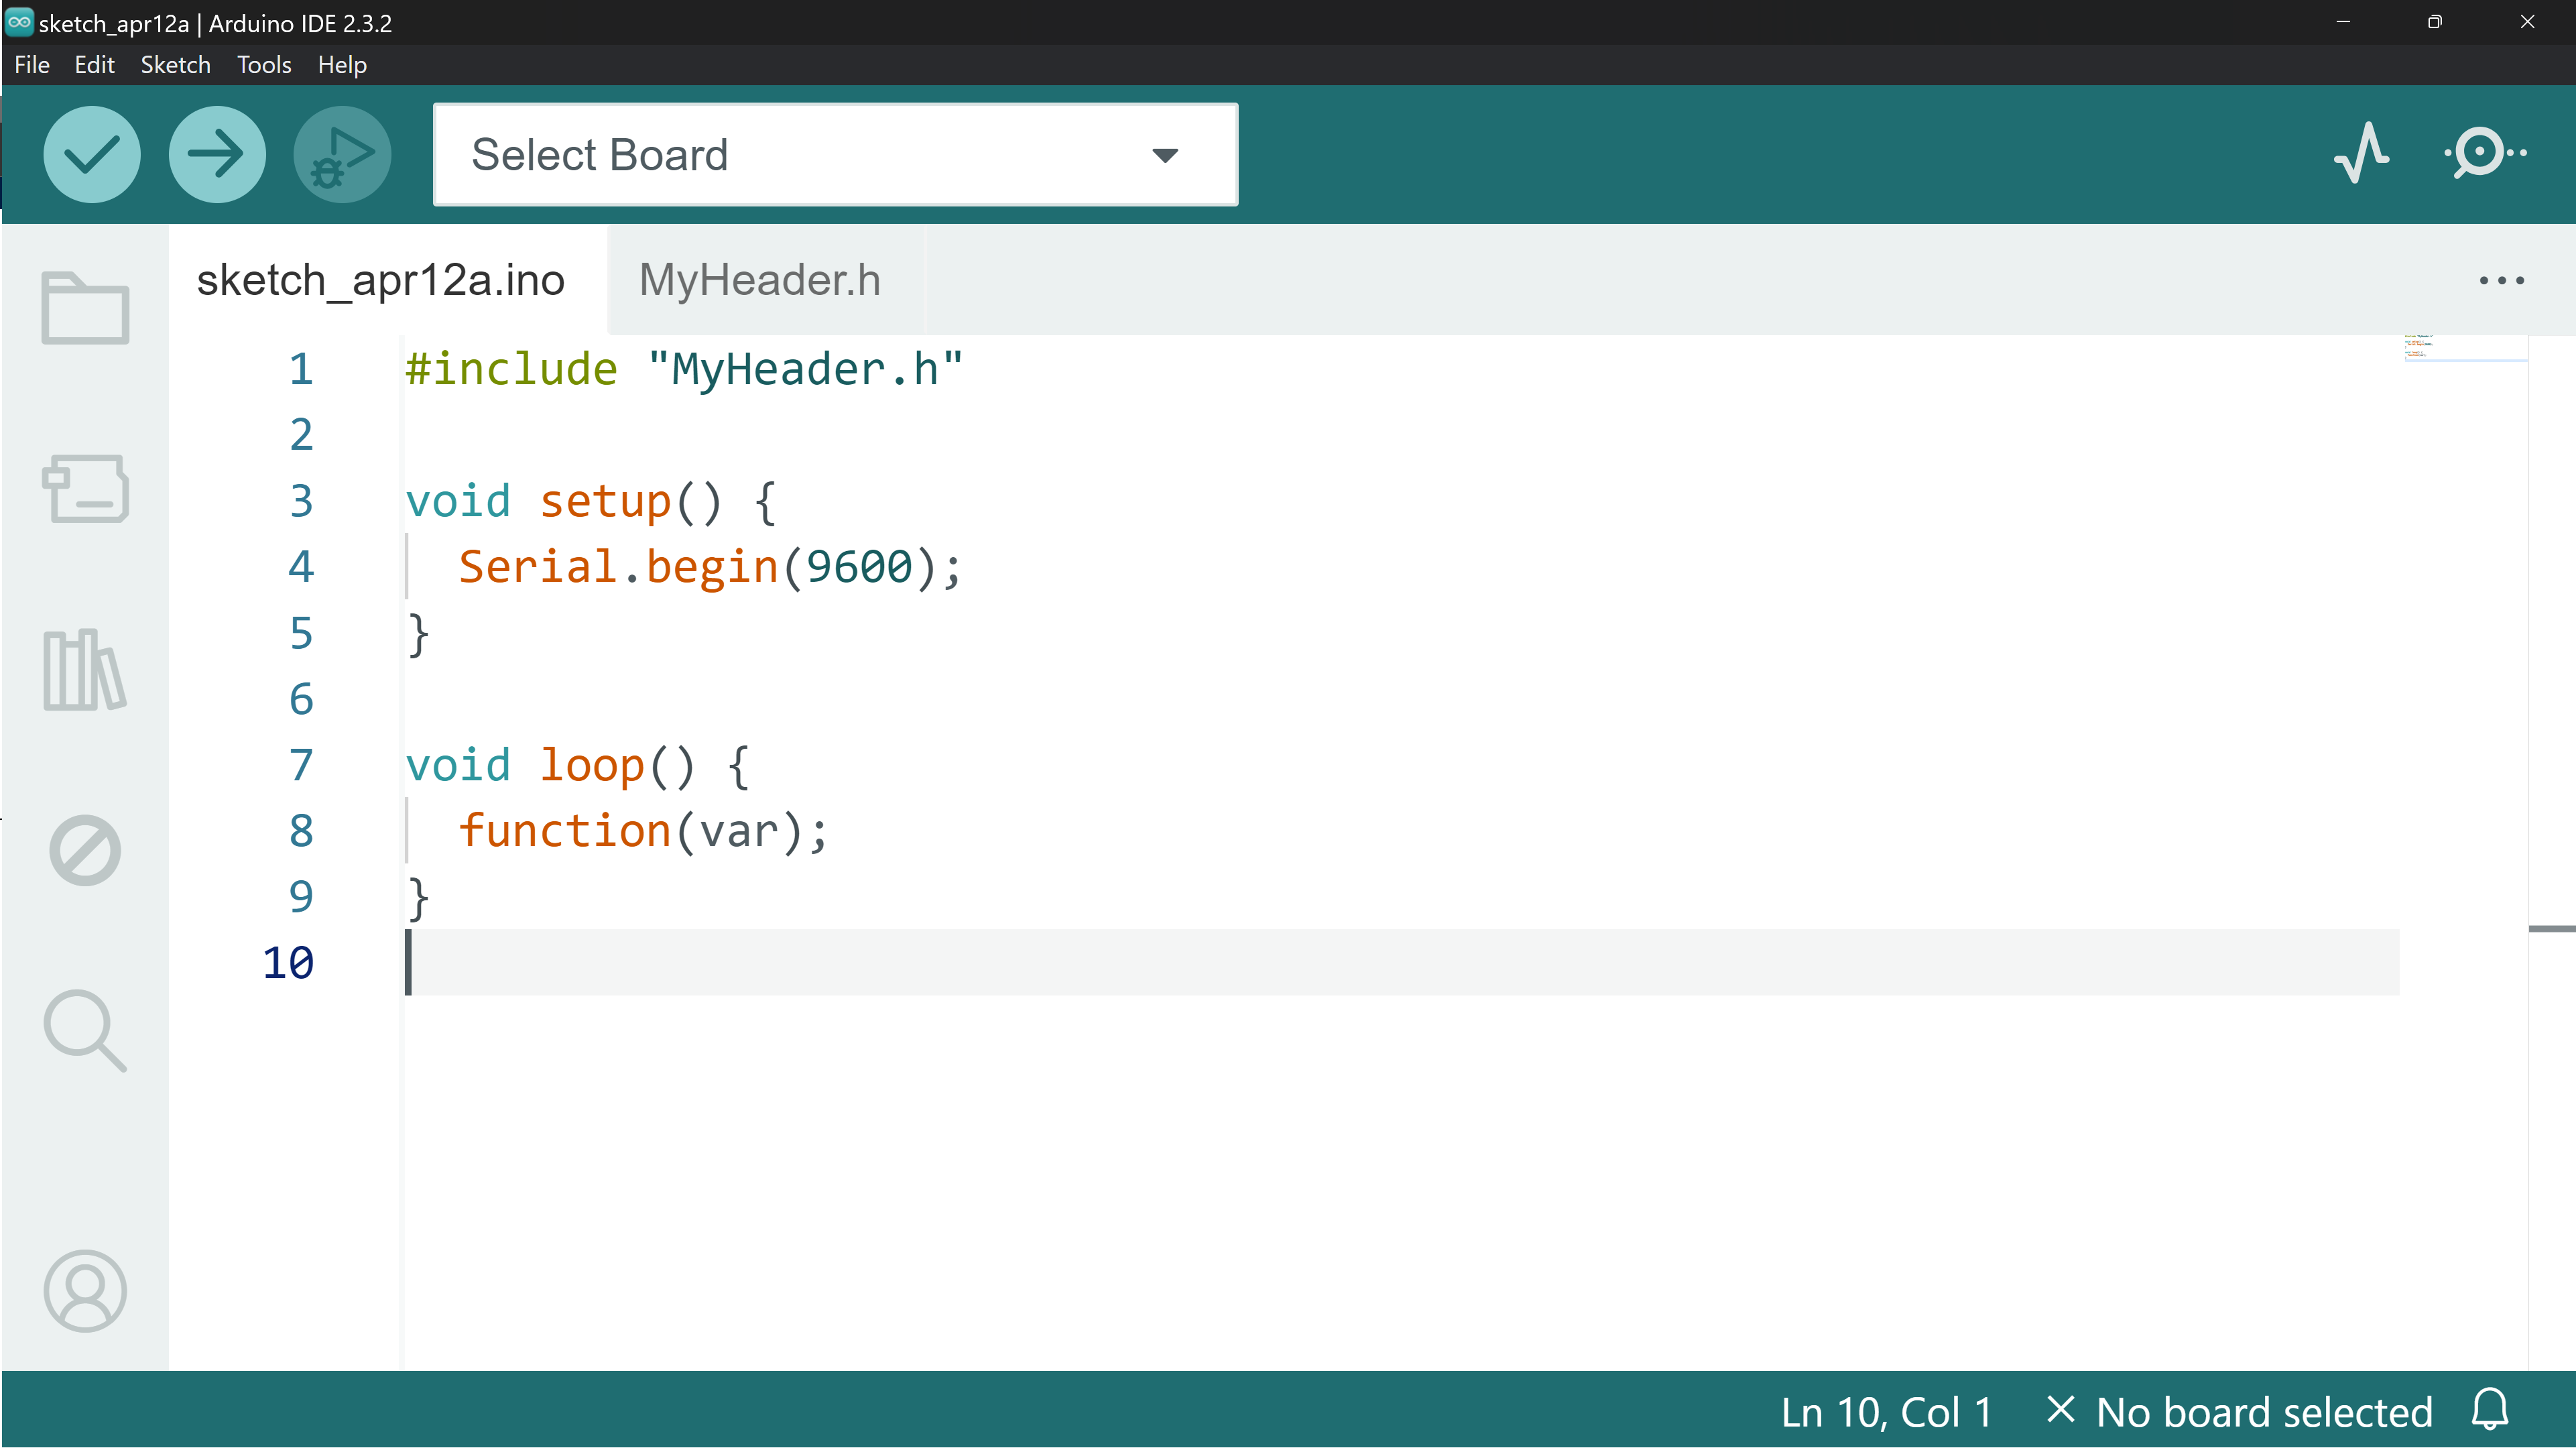 sketch_apr12a | Arduino IDE 2.3.2
File Edit Sketch Tools Help
Select Board
sketch_apr12a.ino MyHeader.h
1 #include "MyHeader.h"
2
3 void setup() {
4 Serial.begin(9600);
5 }
6
7 void loop() {
8 function(var);
9 }
10
Ln 10, Col 1 No board selected